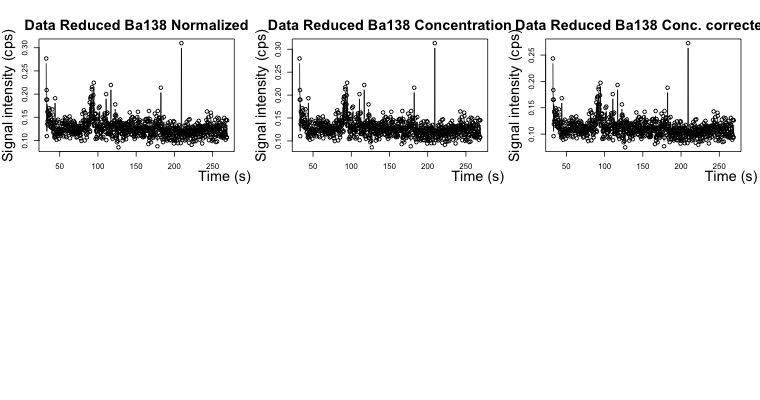 Data Reduced Ba138 Normalized
Signal intensity (cps)
0.30
0.25
0.20
0.15
0.10
50 100 150 200 250
Time (s)
Data Reduced Ba138 Concentration
Signal intensity (cps)
0.30
0.25
0.20
0.15
0.10
50 100 150 200 250
Time (s)
Data Reduced Ba138 Conc. correcte
Signal intensity (cps)
0.25
0.20
0.15
0.10
50 100 150 200 250
Time (s)